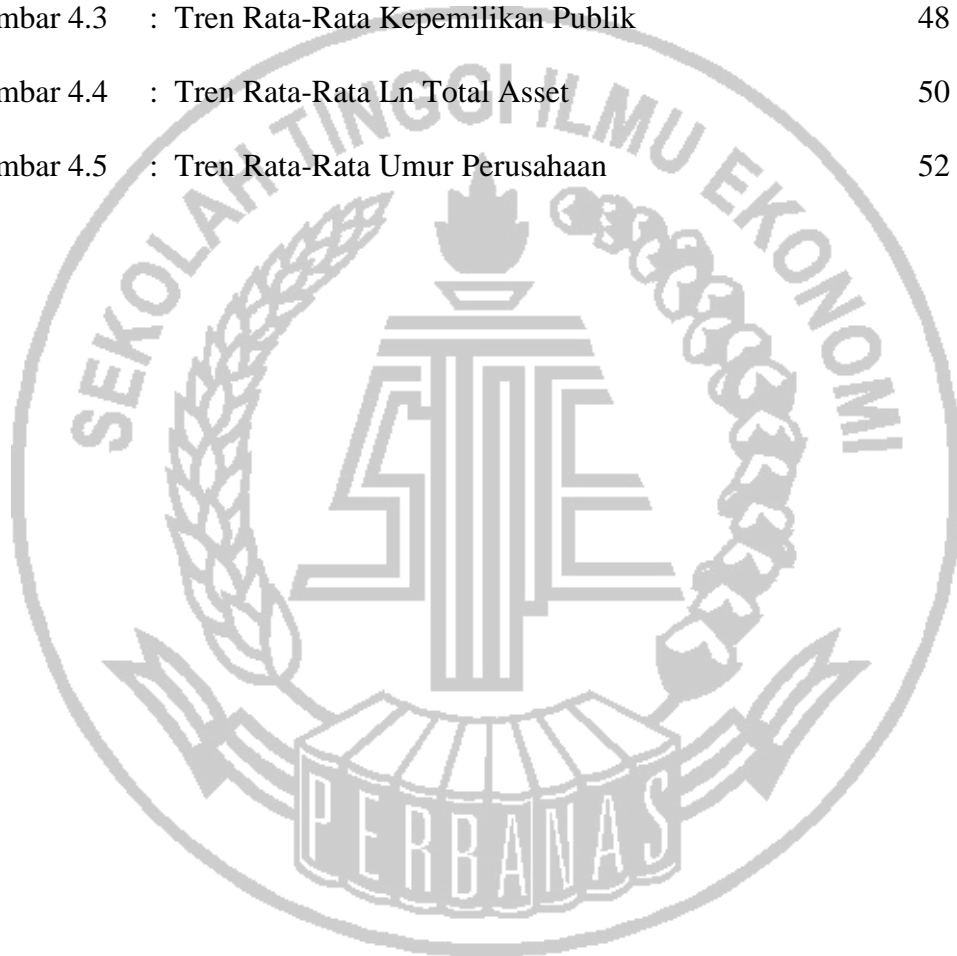 mbar 4.3 : Tren Rata-Rata Kepemilikan Publik 48
mbar 4.4 : Tren Rata-Rata Ln Total Asset 50
mbar 4.5 : Tren Rata-Rata Umur Perusahaan 52
SEKOLAH TINGGI ILMU EKONOMI
STIE
PERBANAS